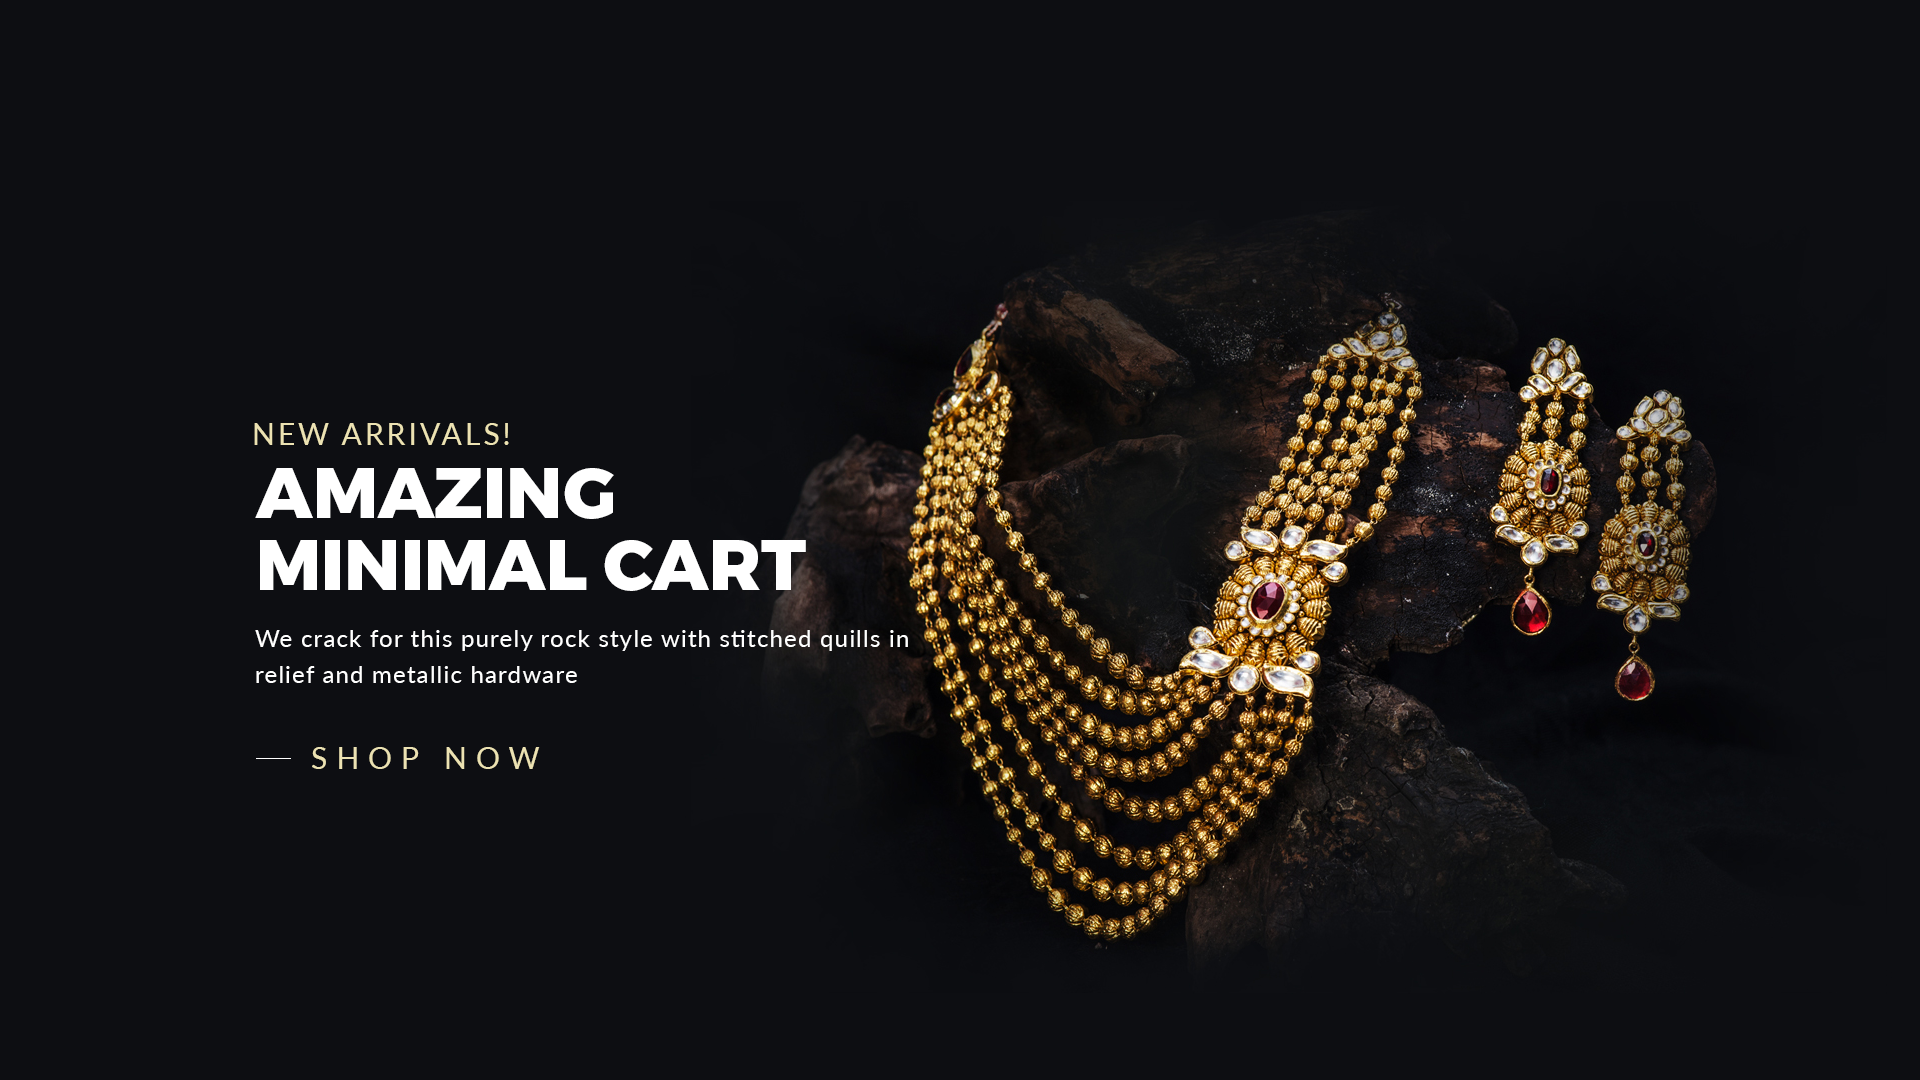 NEW ARRIVALS!
AMAZING
MINIMAL CART
We crack for this purely rock style with stitched quills in
relief and metallic hardware
SHOP NOW